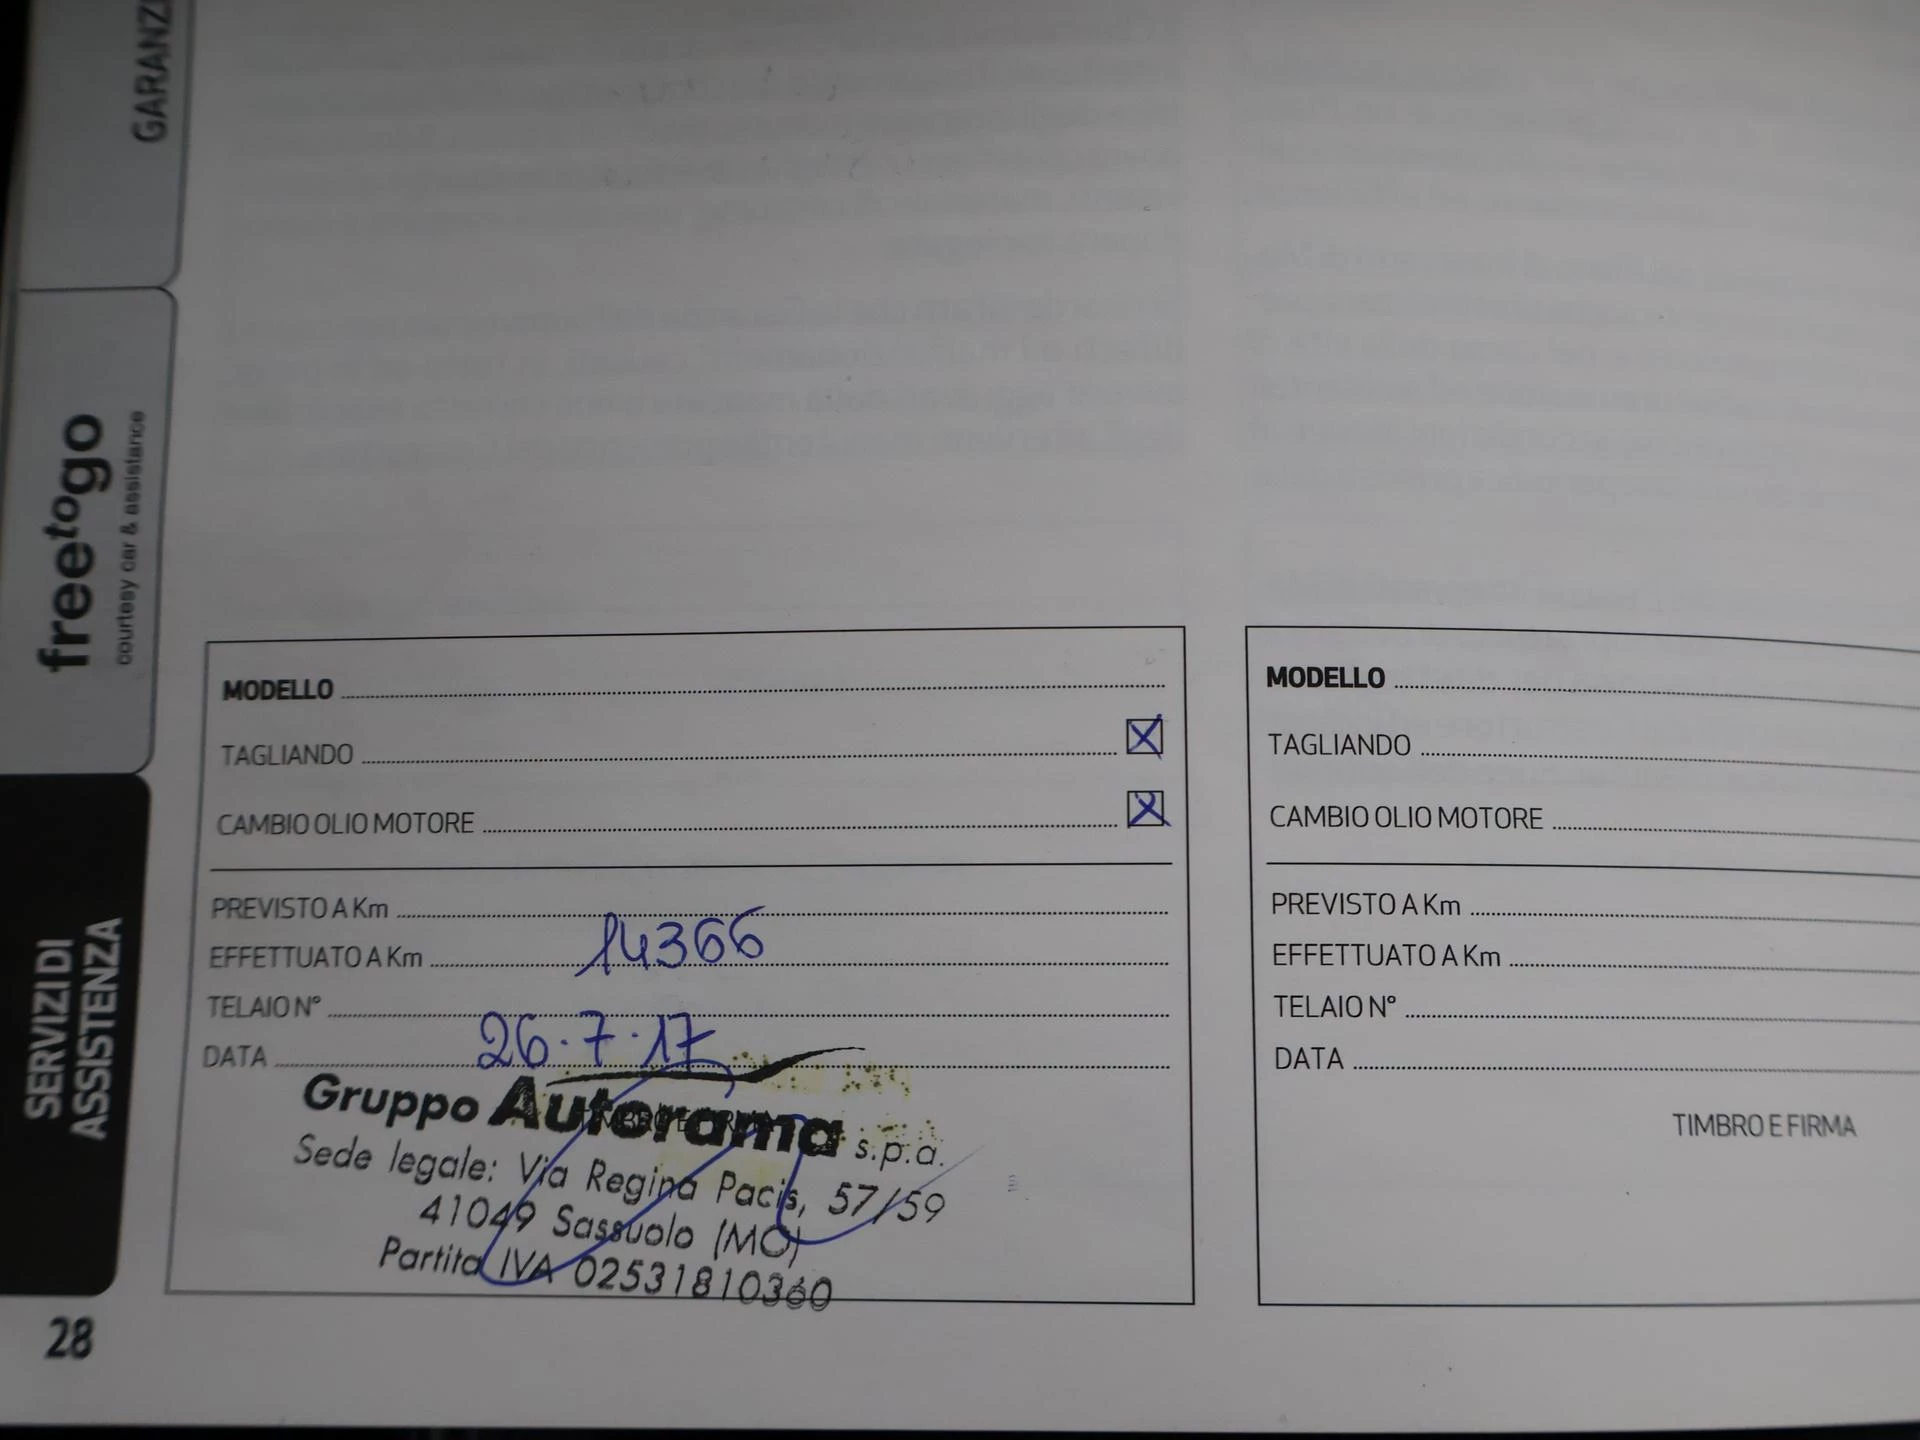 GARANZ
freetogo
courtesy car & assistance
SERVIZI DI
ASSISTENZA
28
MODELLO
TAGLIANDO X
CAMBIO OLIO MOTORE X
PREVISTO A Km
EFFETTUATO A Km 14366
TELAIO N°
DATA 26.7.17
Gruppo Autorama s.p.a.
Sede legale: Via Regina Pacis, 57/59
41049 Sassuolo (MO)
Partita IVA 02531810360
MODELLO
TAGLIANDO
CAMBIO OLIO MOTORE
PREVISTO A Km
EFFETTUATO A Km
TELAIO N°
DATA
TIMBRO E FIRMA